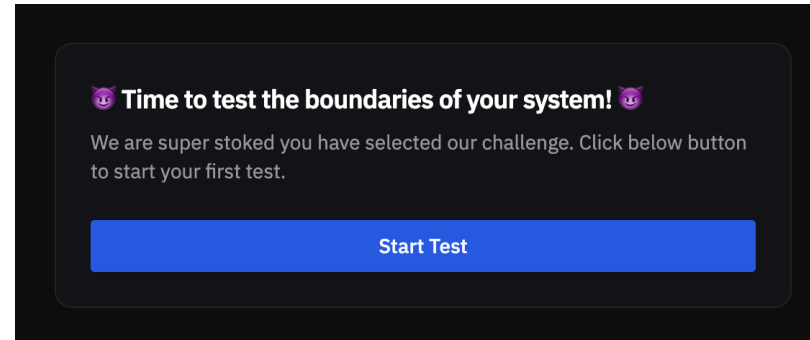 😈 Time to test the boundaries of your system! 😈
We are super stoked you have selected our challenge. Click below button
to start your first test.
Start Test